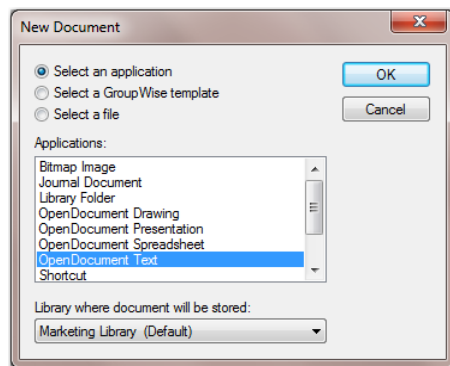 New Document
Select an application
OK
Select a GroupWise template
Cancel
Select a file
Applications:
Bitmap Image
Journal Document
Library Folder
OpenDocument Drawing
OpenDocument Presentation
OpenDocument Spreadsheet
OpenDocument Text
Shortcut
Library where document will be stored:
Marketing Library (Default)